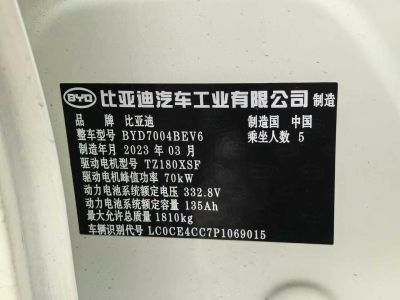 BYD 比亚迪汽车工业有限公司 制造
品 牌 比亚迪 制造国 中国
整车型号 BYD7004BEV6 乘坐人数 5
制造年月 2023 年 03 月
驱动电机型号 TZ180XSF
驱动电机峰值功率 70kW
动力电池系统额定电压 332.8V
动力电池系统额定容量 135Ah
最大允许总质量 1810kg
车辆识别代号 LC0CE4CC7P1069015